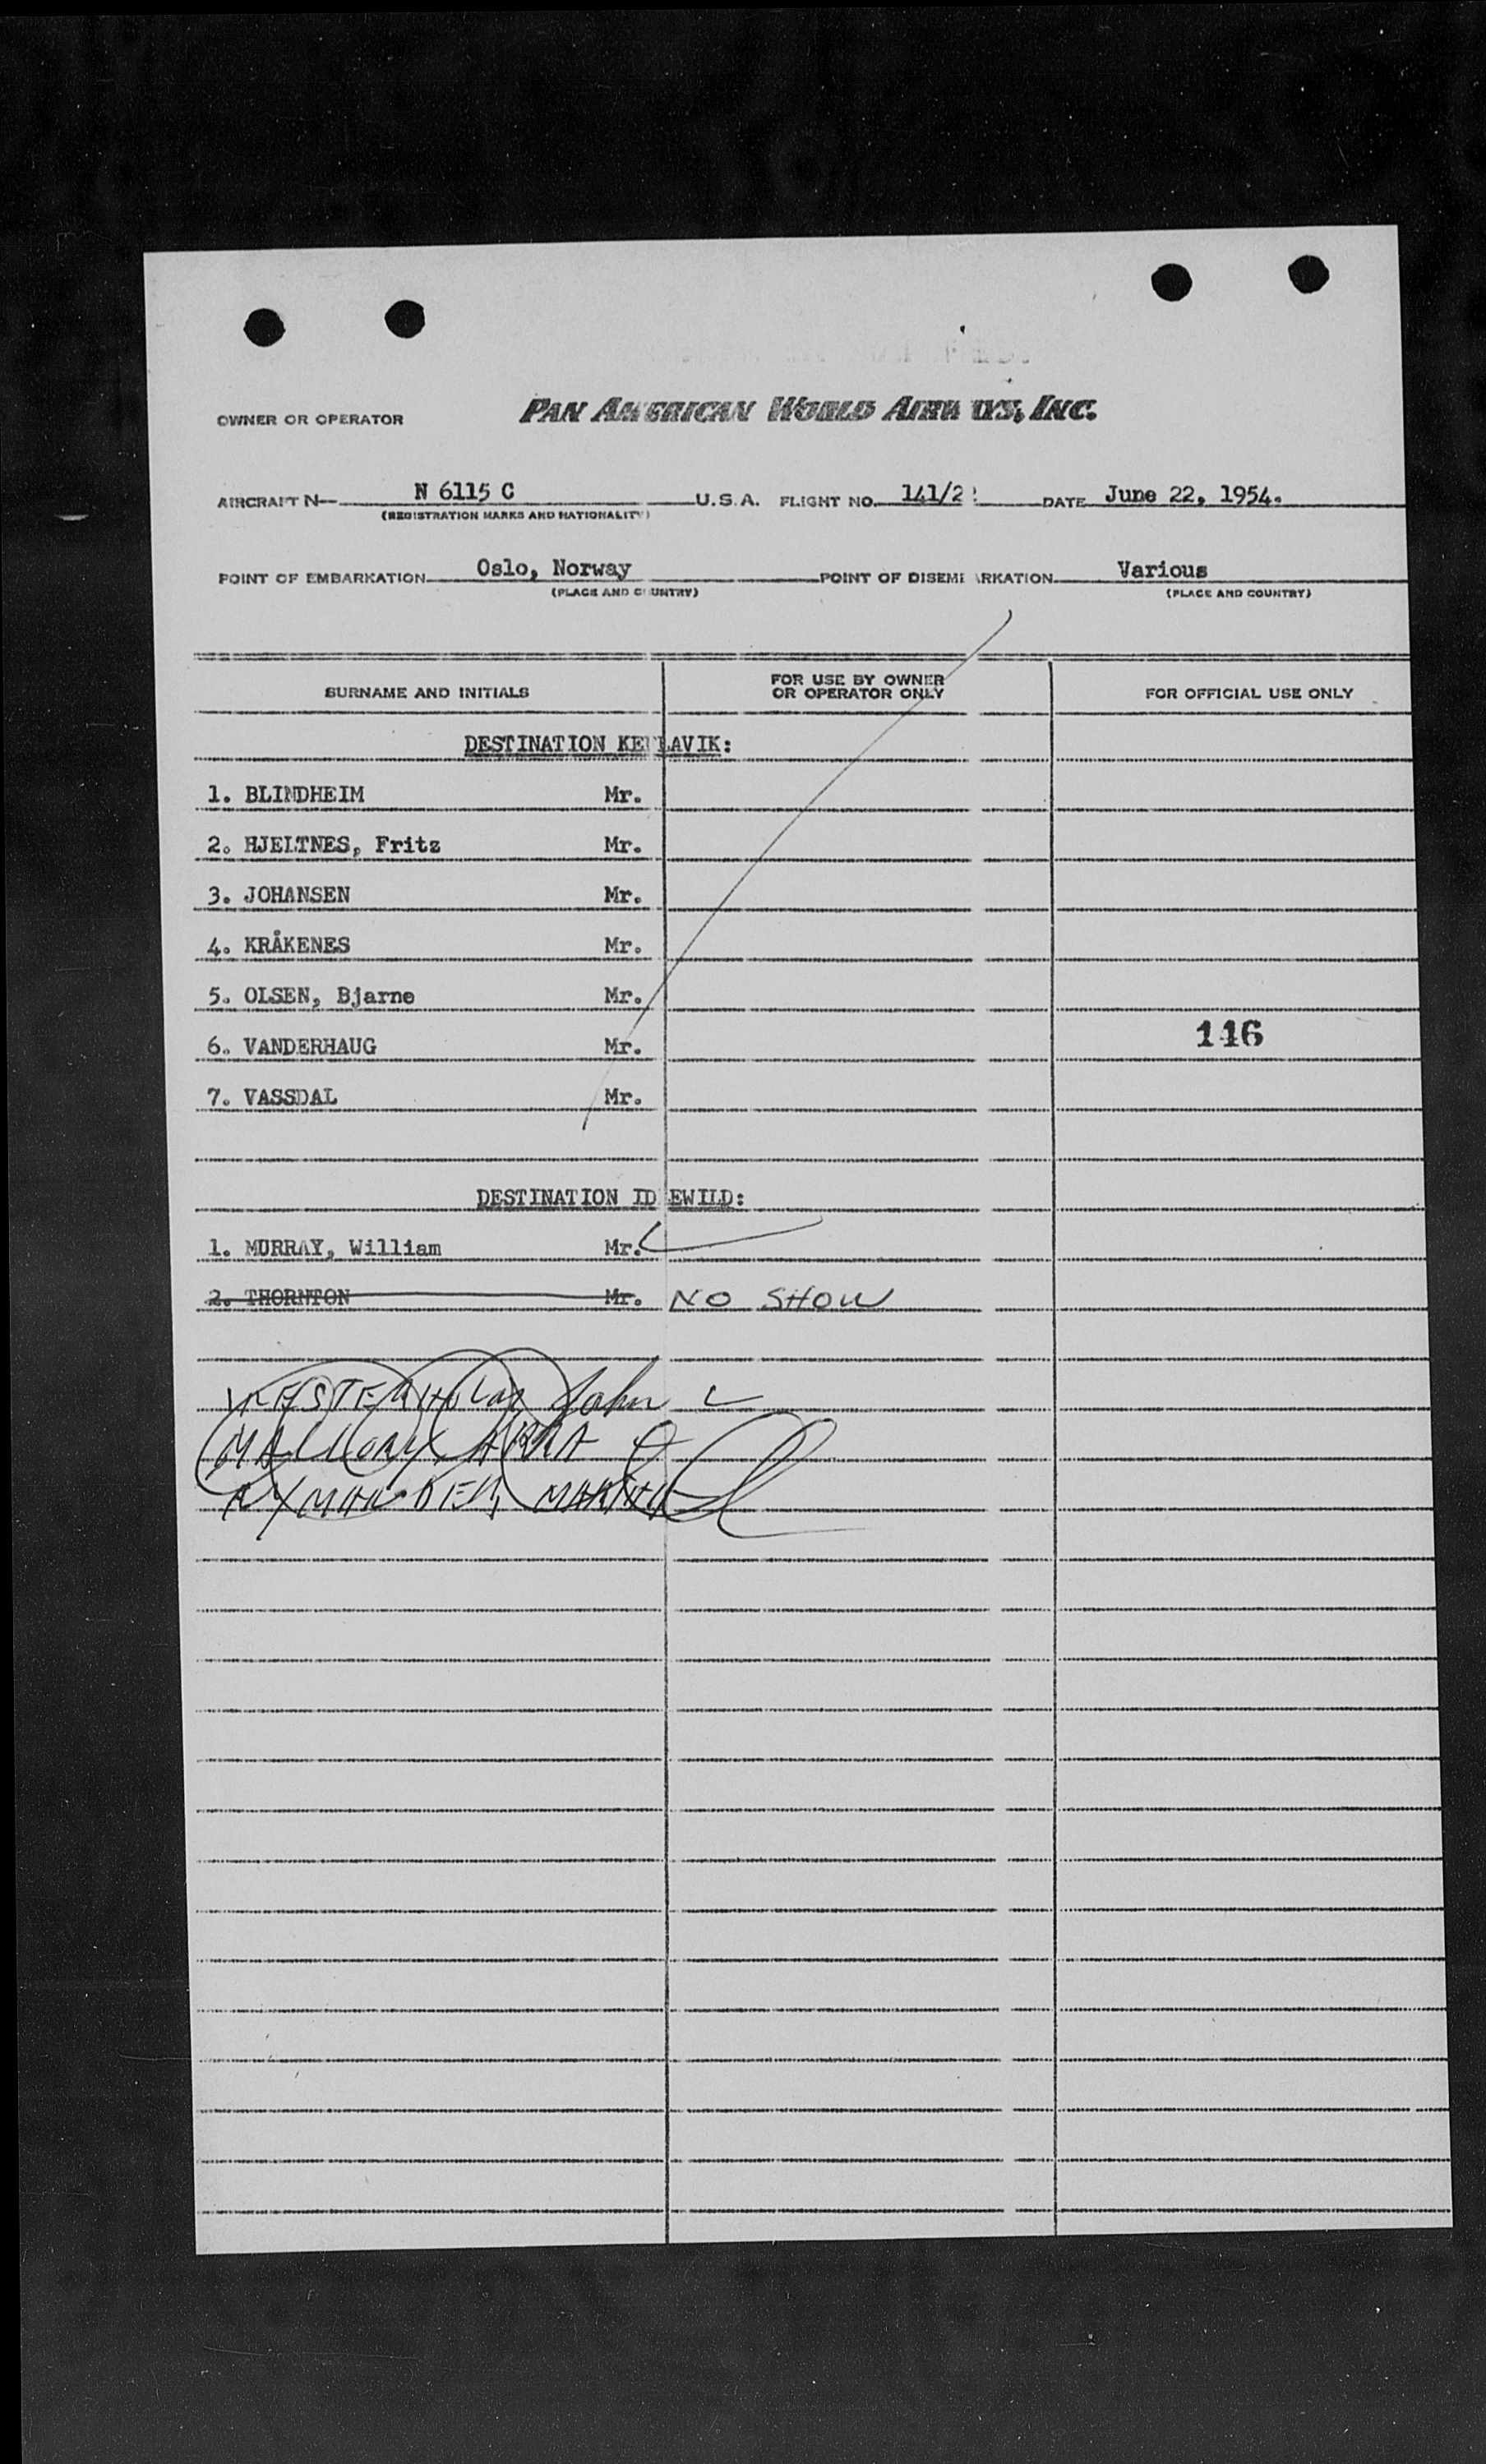 OWNER OR OPERATOR PAN AMERICAN WORLD AIRWAYS, INC.
AIRCRAFT N N 6115 C U.S.A. FLIGHT NO. 141/2 DATE June 22, 1954.
(REGISTRATION MARKS AND NATIONALITY)
POINT OF EMBARKATION Oslo, Norway POINT OF DISEMBARKATION Various
(PLACE AND COUNTRY) (PLACE AND COUNTRY)
SURNAME AND INITIALS FOR USE BY OWNER OR OPERATOR ONLY FOR OFFICIAL USE ONLY
DESTINATION KEFLAVIK:
1. BLINDHEIM Mr.
2. HJELTNES, Fritz Mr.
3. JOHANSEN Mr.
4. KRÅKENES Mr.
5. OLSEN, Bjarne Mr.
6. VANDERHAUG Mr. 146
7. VASSDAL Mr.
DESTINATION IDLEWILD:
1. MURRAY, William Mr.
2. THORNTON Mr. NO SHOW
John